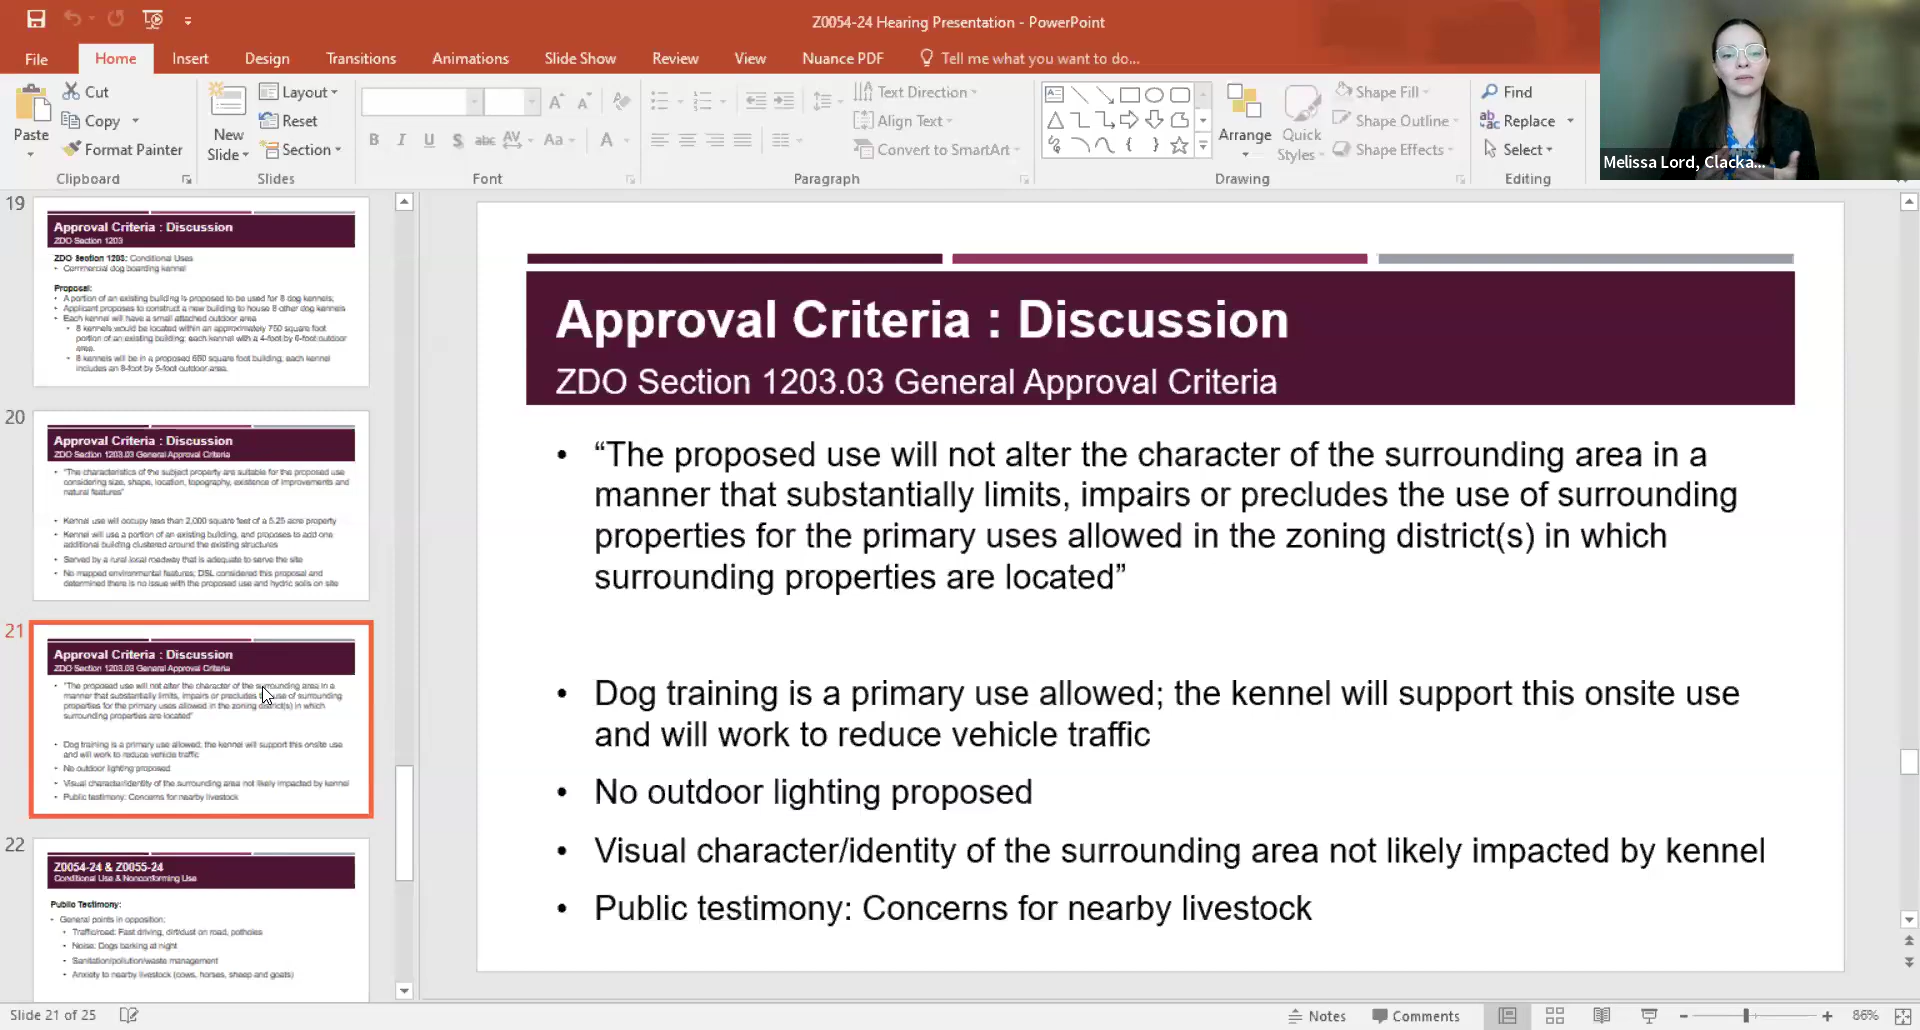 Z0054-24 Hearing Presentation - PowerPoint
File Home Insert Design Transitions Animations Slide Show Review View Nuance PDF Tell me what you want to do...
Paste
Cut
Copy
Format Painter
Clipboard
New Slide
Layout
Reset
Section
Slides
B I U S abc AV Aa A
Font
Text Direction
Align Text
Convert to SmartArt
Paragraph
Arrange
Quick Styles
Shape Fill
Shape Outline
Shape Effects
Drawing
Find
Replace
Select
Editing
Melissa Lord, Clacka...
19
Approval Criteria : Discussion
ZDO Section 1203
ZDO Section 1203: Conditional Uses
• Commercial dog boarding kennel
Proposal:
• A portion of an existing building is proposed to be used for 8 dog kennels;
• Applicant proposes to construct a new building to house 8 other dog kennels
• Each kennel will have a small attached outdoor area
• 8 kennels would be located within an approximately 750 square foot
portion of an existing building; each kennel with a 4-foot by 6-foot outdoor
area.
• 8 kennels will be in a proposed 650 square foot building; each kennel
includes an 8-foot by 5-foot outdoor area.
20
Approval Criteria : Discussion
ZDO Section 1203.03 General Approval Criteria
• "The characteristics of the subject property are suitable for the proposed use
considering size, shape, location, topography, existence of improvements and
natural features"
• Kennel use will occupy less than 2,000 square feet of a 5.25 acre property
• Kennel will use a portion of an existing building, and proposes to add one
additional building clustered around the existing structures
• Served by a rural local roadway that is adequate to serve the site
• No mapped environmental features; DSL considered this proposal and
determined there is no issue with the proposed use and hydric soils on site
21
Approval Criteria : Discussion
ZDO Section 1203.03 General Approval Criteria
• "The proposed use will not alter the character of the surrounding area in a
manner that substantially limits, impairs or precludes the use of surrounding
properties for the primary uses allowed in the zoning district(s) in which
surrounding properties are located"
• Dog training is a primary use allowed; the kennel will support this onsite use
and will work to reduce vehicle traffic
• No outdoor lighting proposed
• Visual character/identity of the surrounding area not likely impacted by kennel
• Public testimony: Concerns for nearby livestock
22
Z0054-24 & Z0055-24
Conditional Use & Nonconforming Use
Public Testimony:
• General points in opposition:
• Traffic/road: Fast driving, dirt/dust on road, potholes
• Noise: Dogs barking at night
• Sanitation/pollution/waste management
• Anxiety to nearby livestock (cows, horses, sheep and goats)
Approval Criteria : Discussion
ZDO Section 1203.03 General Approval Criteria
• “The proposed use will not alter the character of the surrounding area in a
manner that substantially limits, impairs or precludes the use of surrounding
properties for the primary uses allowed in the zoning district(s) in which
surrounding properties are located”
• Dog training is a primary use allowed; the kennel will support this onsite use
and will work to reduce vehicle traffic
• No outdoor lighting proposed
• Visual character/identity of the surrounding area not likely impacted by kennel
• Public testimony: Concerns for nearby livestock
Slide 21 of 25
Notes
Comments
86%